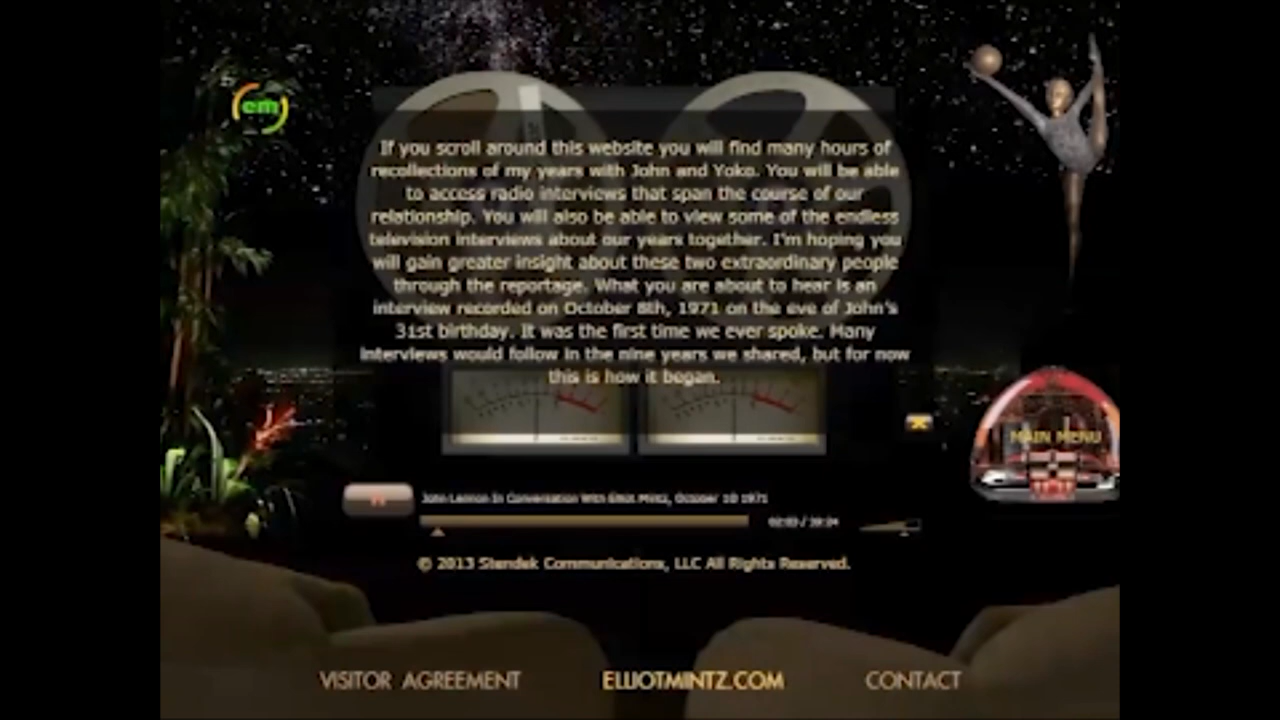 em
If you scroll around this website you will find many hours of
recollections of my years with John and Yoko. You will be able
to access radio interviews that span the course of our
relationship. You will also be able to view some of the endless
television interviews about our years together. I'm hoping you
will gain greater insight about these two extraordinary people
through the reportage. What you are about to hear is an
interview recorded on October 8th, 1971 on the eve of John's
31st birthday. It was the first time we ever spoke. Many
interviews would follow in the nine years we shared, but for now
this is how it began.
MAIN MENU
John Lennon In Conversation With Elliot Mintz, October 10 1971
© 2013 Stendek Communications, LLC All Rights Reserved.
VISITOR AGREEMENT
ELLIOTMINTZ.COM
CONTACT